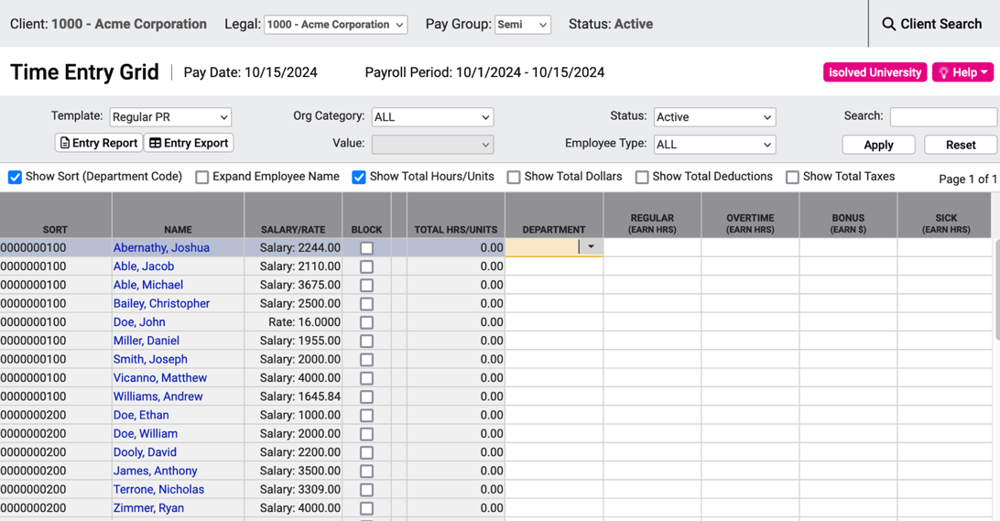 Client: 1000 - Acme Corporation Legal: 1000 - Acme Corporation Pay Group: Semi Status: Active Client Search
Time Entry Grid Pay Date: 10/15/2024 Payroll Period: 10/1/2024 - 10/15/2024 isolved University Help
Template: Regular PR Org Category: ALL Status: Active Search:
Entry Report Entry Export Value: Employee Type: ALL Apply Reset
Show Sort (Department Code) Expand Employee Name Show Total Hours/Units Show Total Dollars Show Total Deductions Show Total Taxes Page 1 of 1
SORT NAME SALARY/RATE BLOCK TOTAL HRS/UNITS DEPARTMENT REGULAR (EARN HRS) OVERTIME (EARN HRS) BONUS (EARN $) SICK (EARN HRS)
0000000100 Abernathy, Joshua Salary: 2244.00 0.00
0000000100 Able, Jacob Salary: 2110.00 0.00
0000000100 Able, Michael Salary: 3675.00 0.00
0000000100 Bailey, Christopher Salary: 2500.00 0.00
0000000100 Doe, John Rate: 16.0000 0.00
0000000100 Miller, Daniel Salary: 1955.00 0.00
0000000100 Smith, Joseph Salary: 2000.00 0.00
0000000100 Vicanno, Matthew Salary: 4000.00 0.00
0000000100 Williams, Andrew Salary: 1645.84 0.00
0000000200 Doe, Ethan Salary: 1000.00 0.00
0000000200 Doe, William Salary: 2000.00 0.00
0000000200 Dooly, David Salary: 2200.00 0.00
0000000200 James, Anthony Salary: 3500.00 0.00
0000000200 Terrone, Nicholas Salary: 3309.00 0.00
0000000200 Zimmer, Ryan Salary: 4000.00 0.00